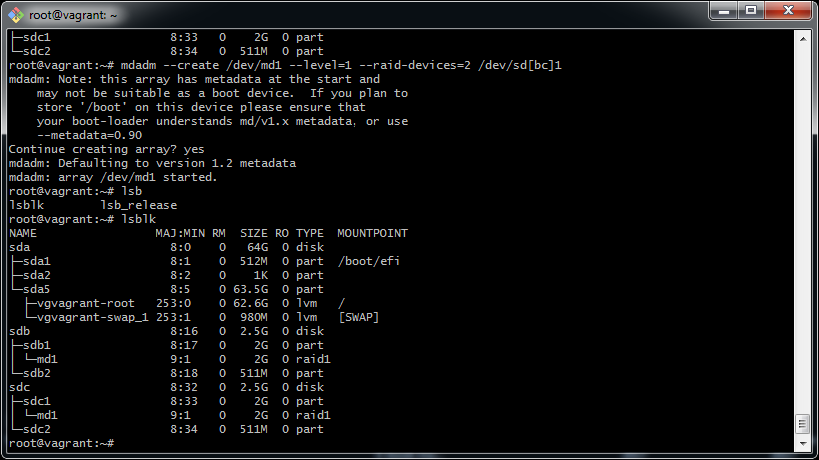 root@vagrant: ~
├─sdc1                 8:33   0    2G  0 part
└─sdc2                 8:34   0  511M  0 part
root@vagrant:~# mdadm --create /dev/md1 --level=1 --raid-devices=2 /dev/sd[bc]1
mdadm: Note: this array has metadata at the start and
    may not be suitable as a boot device.  If you plan to
    store '/boot' on this device please ensure that
    your boot-loader understands md/v1.x metadata, or use
    --metadata=0.90
Continue creating array? yes
mdadm: Defaulting to version 1.2 metadata
mdadm: array /dev/md1 started.
root@vagrant:~# lsb
lsblk        lsb_release
root@vagrant:~# lsblk
NAME                 MAJ:MIN RM  SIZE RO TYPE  MOUNTPOINT
sda                    8:0    0   64G  0 disk
├─sda1                 8:1    0  512M  0 part  /boot/efi
├─sda2                 8:2    0    1K  0 part
└─sda5                 8:5    0 63.5G  0 part
  ├─vgvagrant-root   253:0    0 62.6G  0 lvm   /
  └─vgvagrant-swap_1 253:1    0  980M  0 lvm   [SWAP]
sdb                    8:16   0  2.5G  0 disk
├─sdb1                 8:17   0    2G  0 part
│ └─md1                9:1    0    2G  0 raid1
└─sdb2                 8:18   0  511M  0 part
sdc                    8:32   0  2.5G  0 disk
├─sdc1                 8:33   0    2G  0 part
│ └─md1                9:1    0    2G  0 raid1
└─sdc2                 8:34   0  511M  0 part
root@vagrant:~#